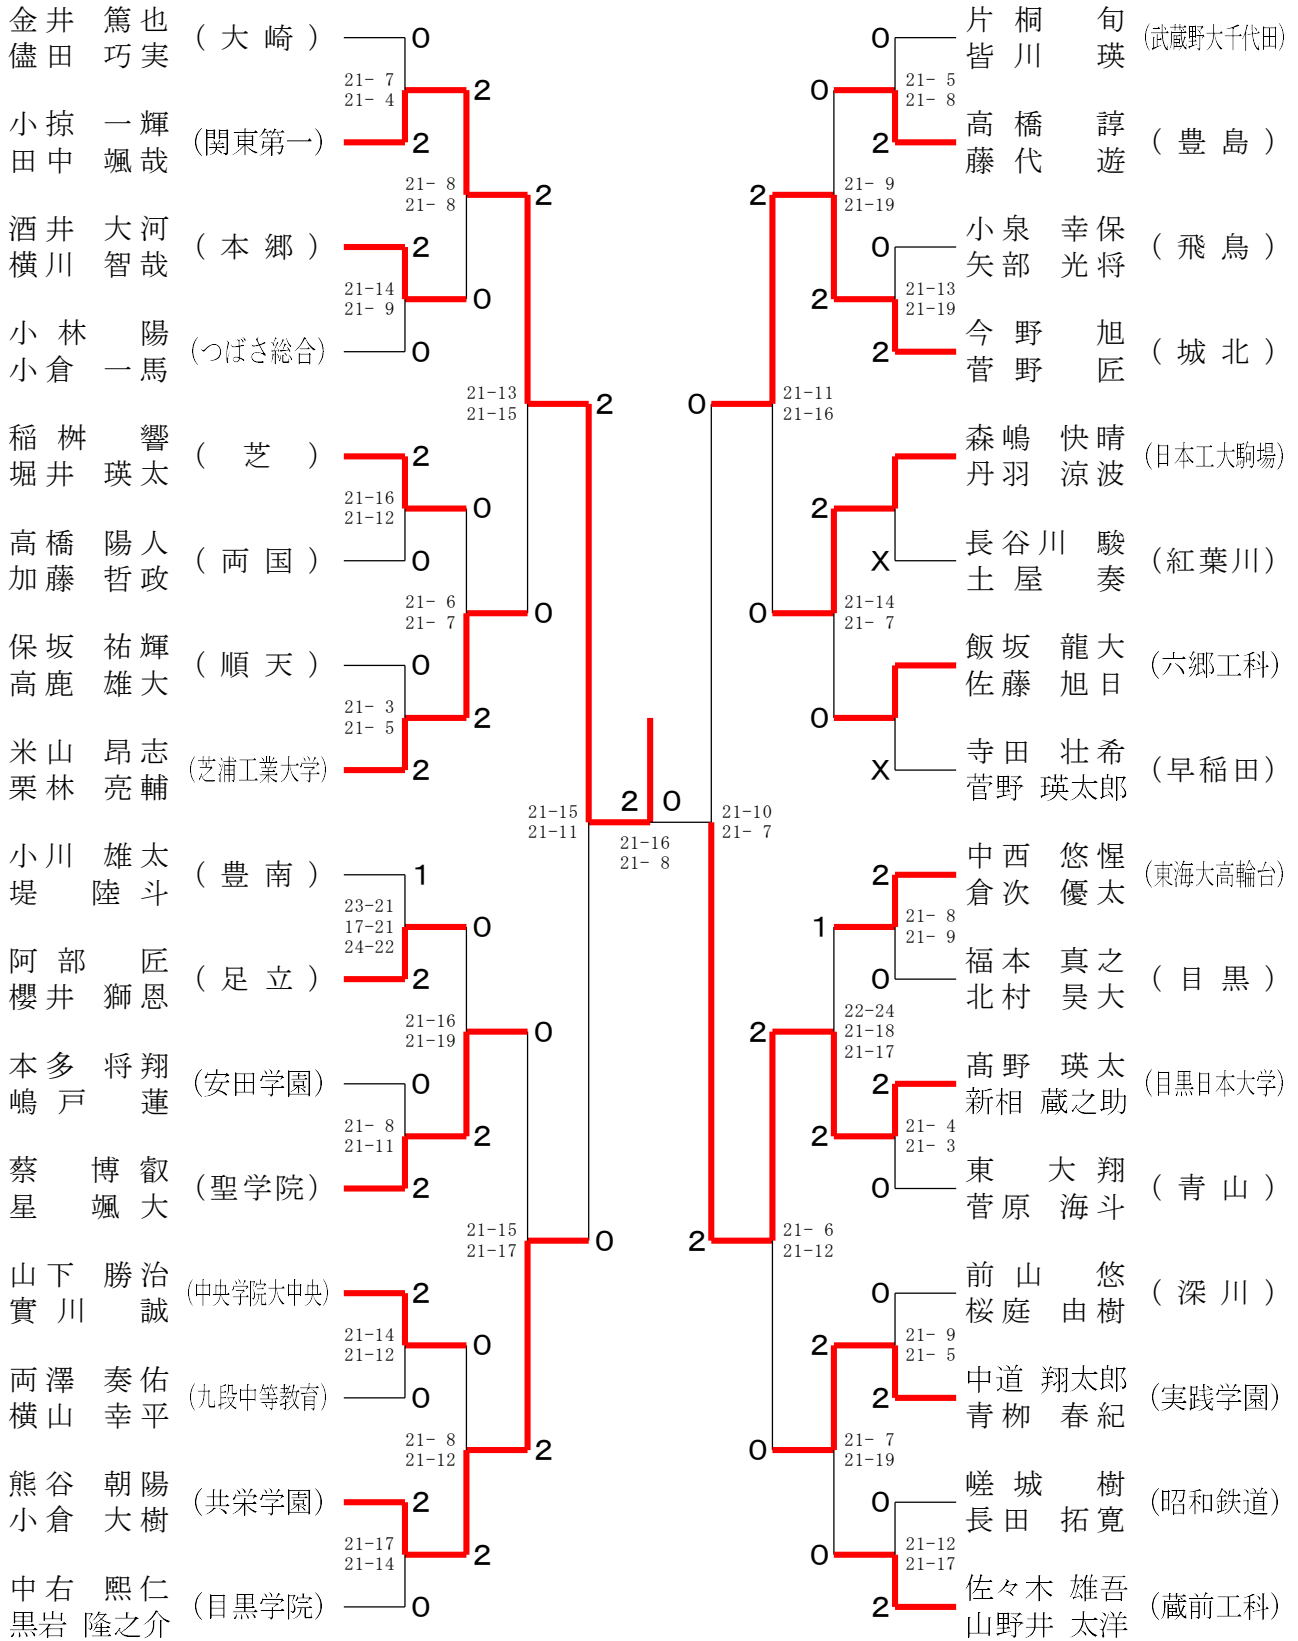 金井 篤也
儘田 巧実
(大崎)
0
21- 7
21- 4
2
小掠 一輝
田中 颯哉
(関東第一)
2
21- 8
21- 8
2
酒井 大河
横川 智哉
(本郷)
2
21-14
21- 9
0
小林 陽
小倉 一馬
(つばさ総合)
0
21-13
21-15
2
稲桝 響
堀井 瑛太
(芝)
2
21-16
21-12
0
高橋 陽人
加藤 哲政
(両国)
0
21- 6
21- 7
0
保坂 祐輝
高鹿 雄大
(順天)
0
21- 3
21- 5
2
米山 昂志
栗林 亮輔
(芝浦工業大学)
2
21-15
21-11
2 0
21-16
21- 8
小川 雄太
堤 陸斗
(豊南)
1
23-21
17-21
24-22
0
阿部 匠
櫻井 獅恩
(足立)
2
21-16
21-19
0
本多 将翔
嶋戸 蓮
(安田学園)
0
21- 8
21-11
2
蔡 博叡
星 颯大
(聖学院)
2
21-15
21-17
0
山下 勝治
實川 誠
(中央学院大中央)
2
21-14
21-12
0
両澤 奏佑
横山 幸平
(九段中等教育)
0
21- 8
21-12
2
熊谷 朝陽
小倉 大樹
(共栄学園)
2
21-17
21-14
2
中右 熙仁
黒岩 隆之介
(目黒学院)
0
片桐 旬
皆川 瑛
(武蔵野大千代田)
0
21- 5
21- 8
0
高橋 諄
藤代 遊
(豊島)
2
21- 9
21-19
2
小泉 幸保
矢部 光将
(飛鳥)
0
21-13
21-19
2
今野 旭
菅野 匠
(城北)
2
21-11
21-16
0
森嶋 快晴
丹羽 涼波
(日本工大駒場)
2
長谷川 駿
土屋 奏
(紅葉川)
X
21-14
21- 7
0
飯坂 龍大
佐藤 旭日
(六郷工科)
0
寺田 壮希
菅野 瑛太郎
(早稲田)
X
21-10
21- 7
中西 悠惺
倉次 優太
(東海大高輪台)
2
21- 8
21- 9
1
福本 真之
北村 昊大
(目黒)
0
22-24
21-18
21-17
2
髙野 瑛太
新相 蔵之助
(目黒日本大学)
2
21- 4
21- 3
2
東 大翔
菅原 海斗
(青山)
0
21- 6
21-12
2
前山 悠
桜庭 由樹
(深川)
0
21- 9
21- 5
2
中道 翔太郎
青栁 春紀
(実践学園)
2
21- 7
21-19
0
嵯城 樹
長田 拓寛
(昭和鉄道)
0
21-12
21-17
0
佐々木 雄吾
山野井 太洋
(蔵前工科)
2